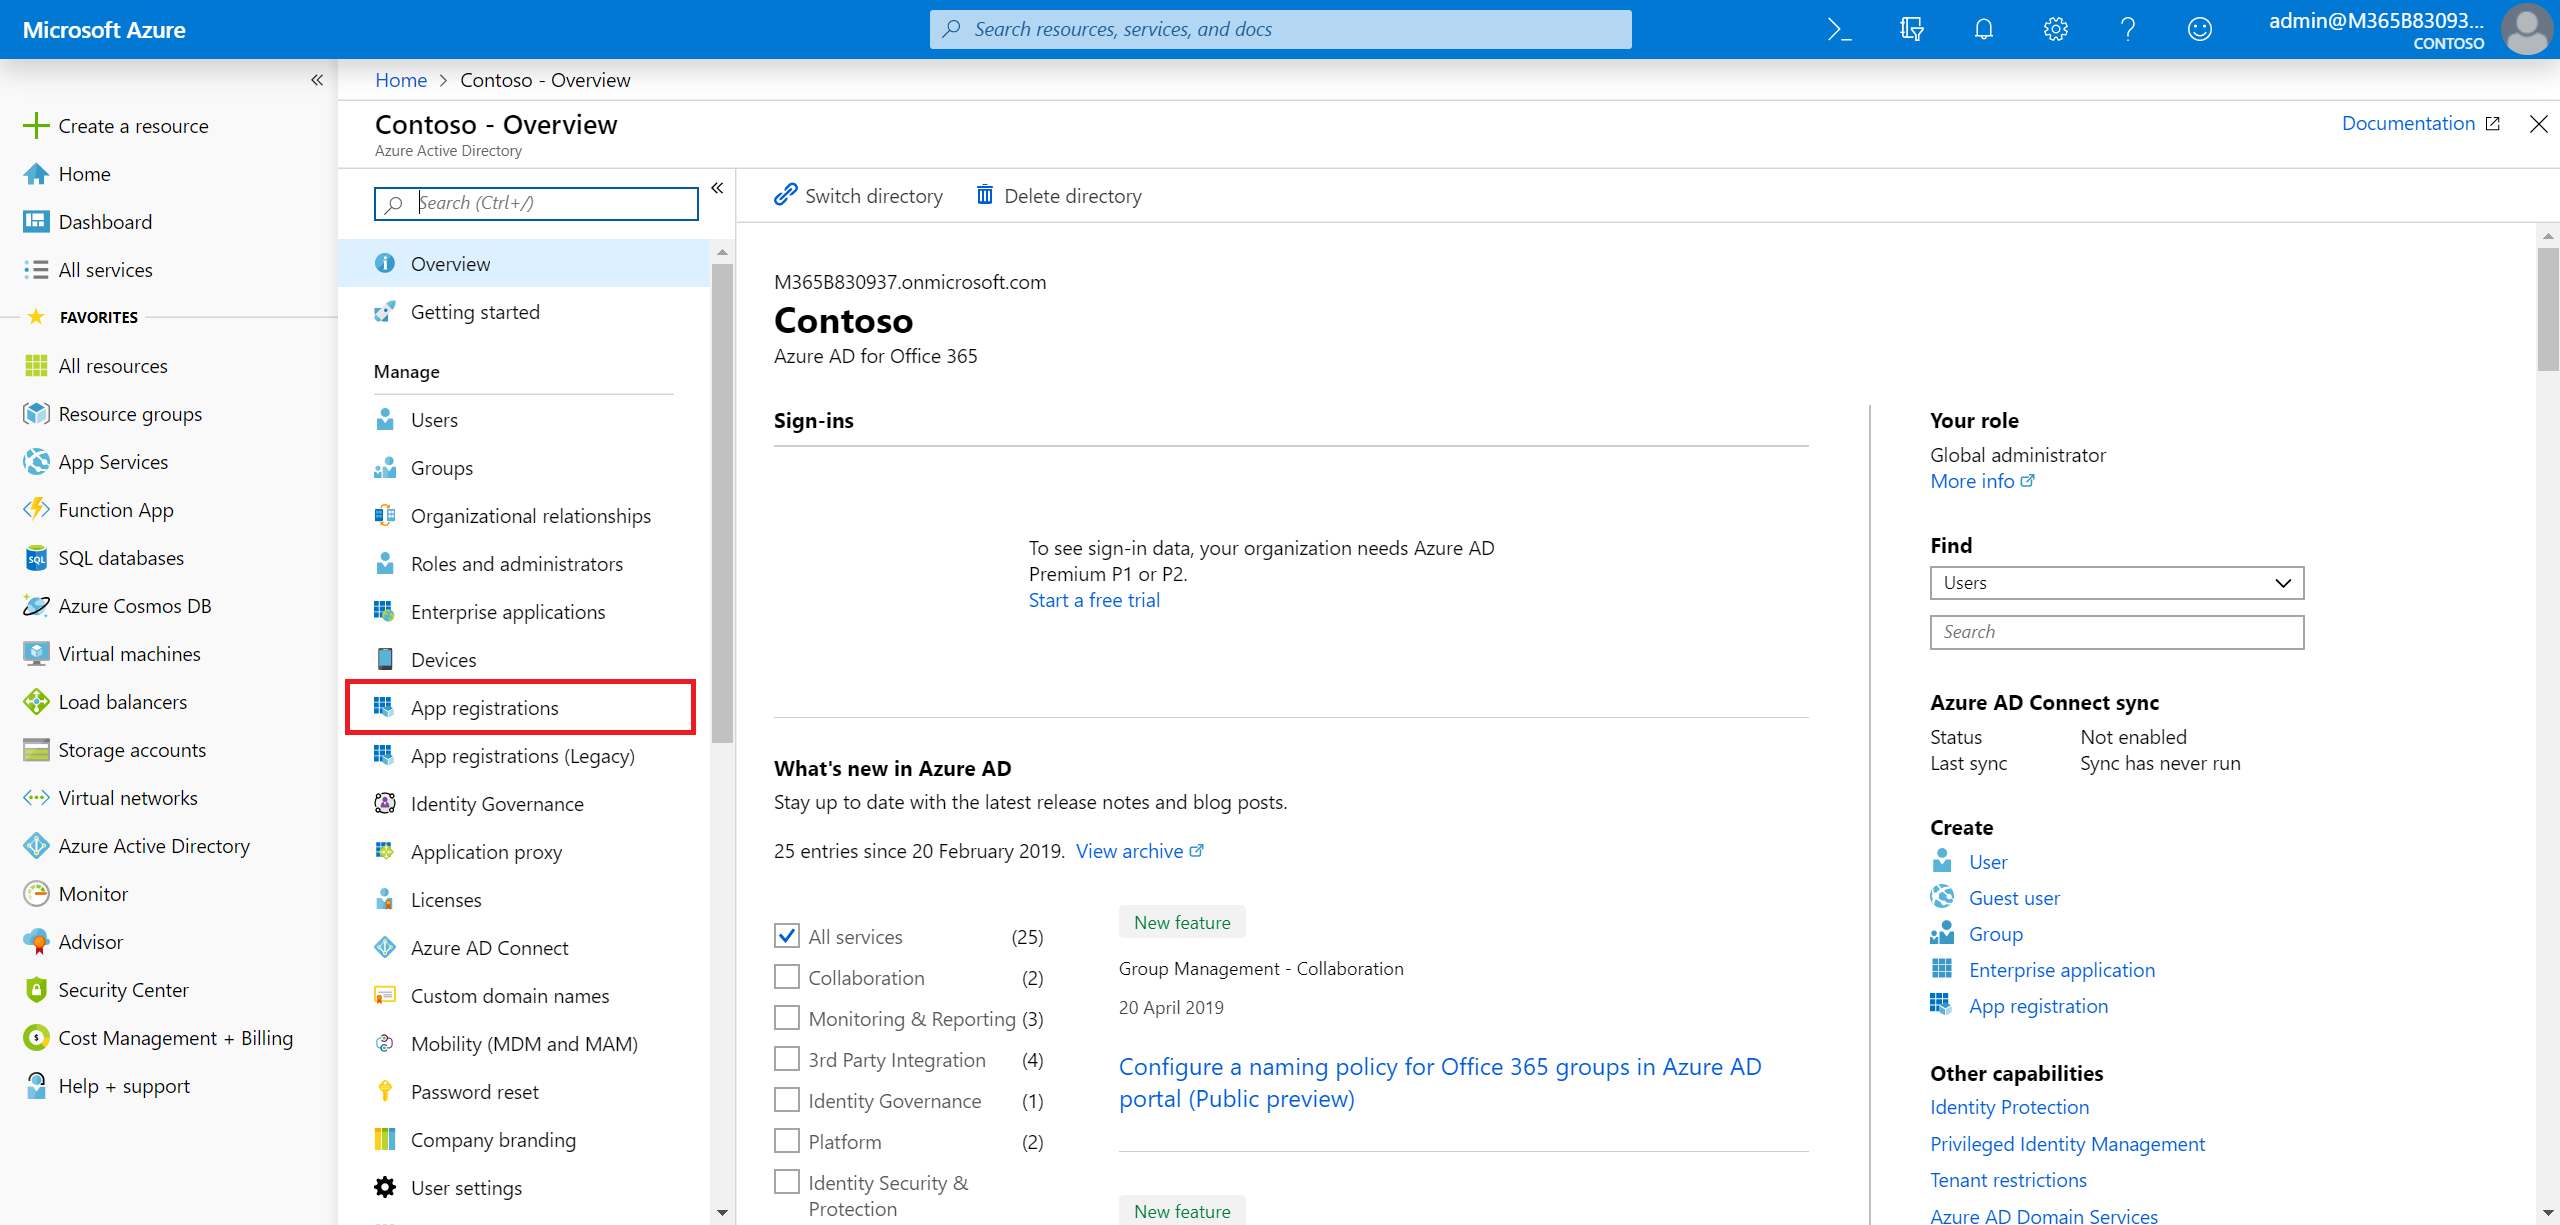 Microsoft Azure
Search resources, services, and docs
admin@M365B83093...
CONTOSO
Create a resource
Home
Dashboard
All services
FAVORITES
All resources
Resource groups
App Services
Function App
SQL databases
Azure Cosmos DB
Virtual machines
Load balancers
Storage accounts
Virtual networks
Azure Active Directory
Monitor
Advisor
Security Center
Cost Management + Billing
Help + support
Home > Contoso - Overview
Contoso - Overview
Azure Active Directory
Documentation
Search (Ctrl+/)
Overview
Getting started
Manage
Users
Groups
Organizational relationships
Roles and administrators
Enterprise applications
Devices
App registrations
App registrations (Legacy)
Identity Governance
Application proxy
Licenses
Azure AD Connect
Custom domain names
Mobility (MDM and MAM)
Password reset
Company branding
User settings
Switch directory
Delete directory
M365B830937.onmicrosoft.com
Contoso
Azure AD for Office 365
Sign-ins
To see sign-in data, your organization needs Azure AD
Premium P1 or P2.
Start a free trial
What's new in Azure AD
Stay up to date with the latest release notes and blog posts.
25 entries since 20 February 2019. View archive
All services (25)
Collaboration (2)
Monitoring & Reporting (3)
3rd Party Integration (4)
Identity Governance (1)
Platform (2)
Identity Security &
Protection
New feature
Group Management - Collaboration
20 April 2019
Configure a naming policy for Office 365 groups in Azure AD
portal (Public preview)
New feature
Your role
Global administrator
More info
Find
Users
Search
Azure AD Connect sync
Status Not enabled
Last sync Sync has never run
Create
User
Guest user
Group
Enterprise application
App registration
Other capabilities
Identity Protection
Privileged Identity Management
Tenant restrictions
Azure AD Domain Services